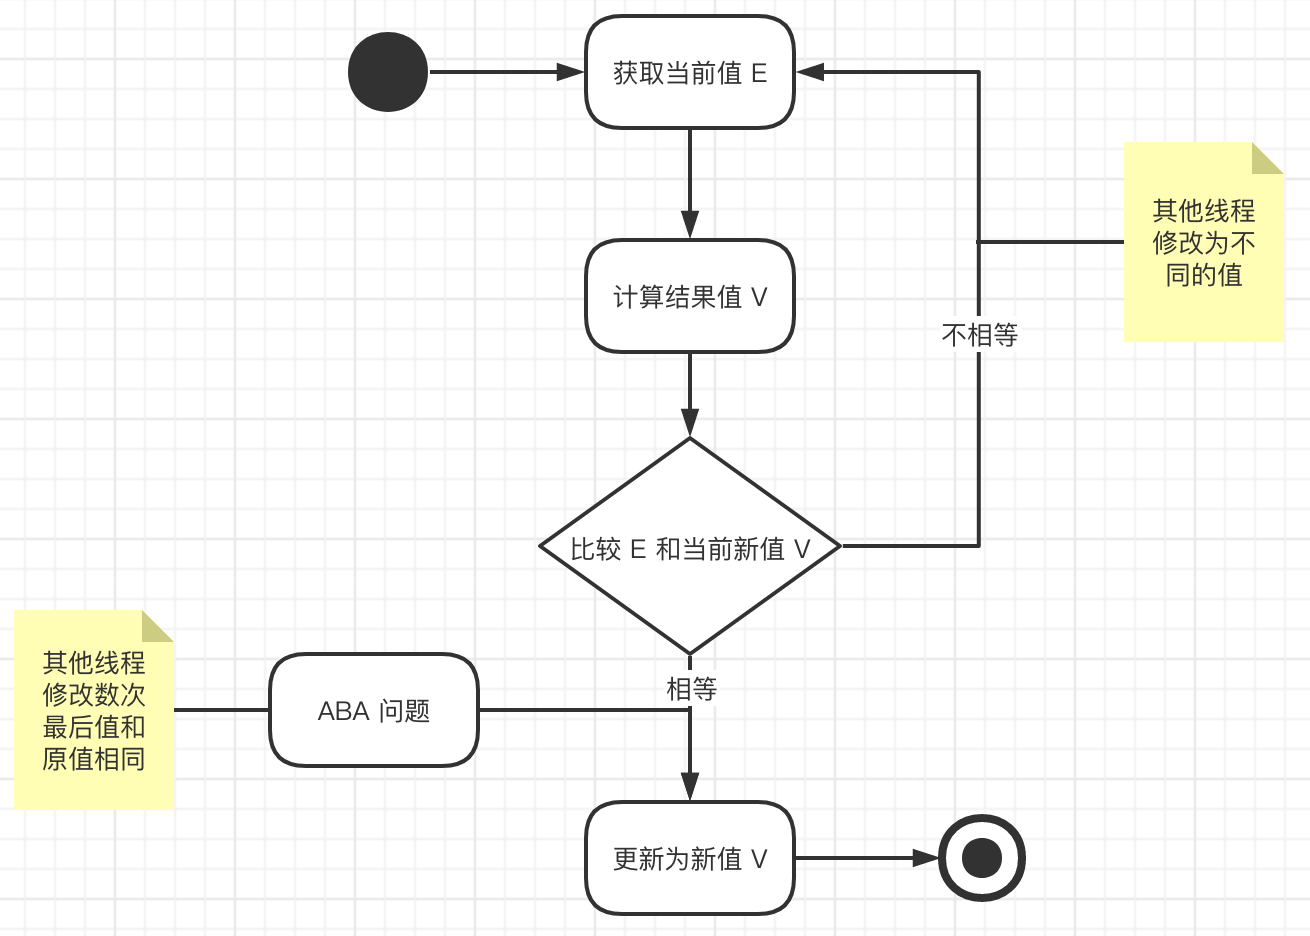 获取当前值 E
其他线程
修改为不
同的值
计算结果值 V
不相等
比较 E 和当前新值 V
其他线程
修改数次
最后值和
原值相同
ABA 问题
相等
更新为新值 V